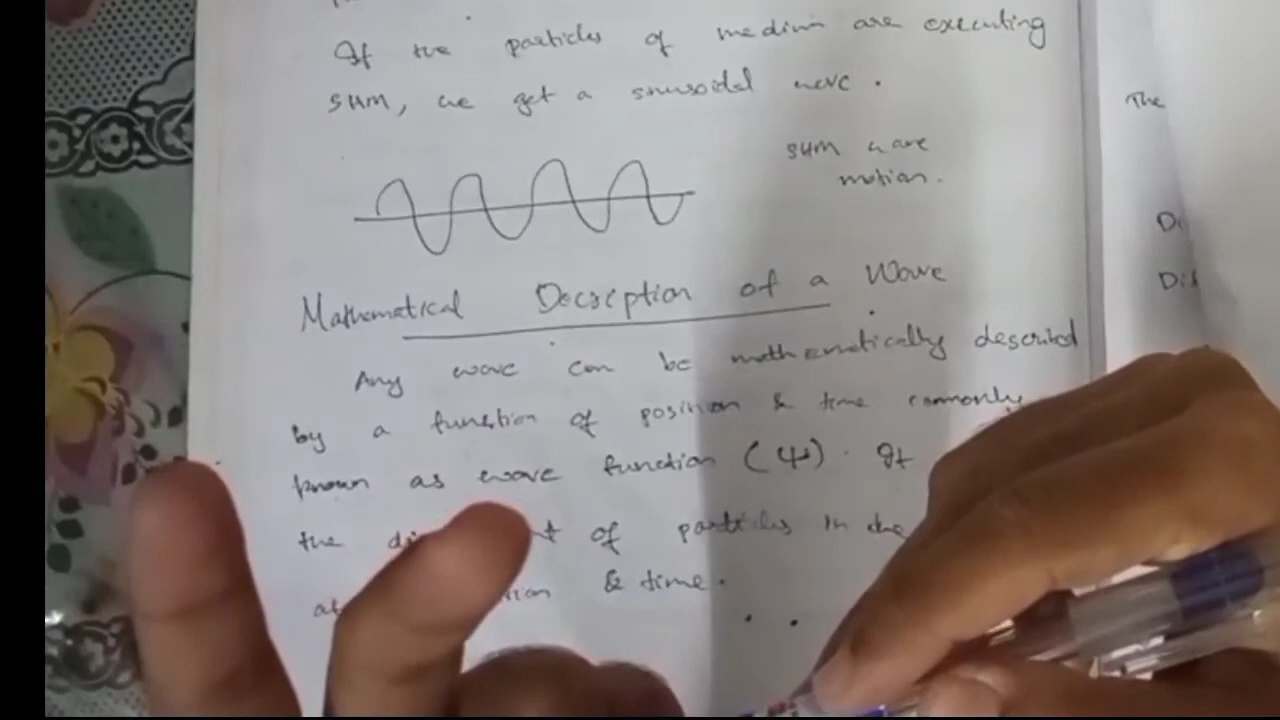 If the particles of medium are executing
SHM, we get a sinusoidal wave.
SHM wave
motion.
Mathematical Decsription of a Wave
Any wave can be mathematically described
by a function of position & time commonly
known as wave function (ψ). It
the of particles in the
at & time.
The